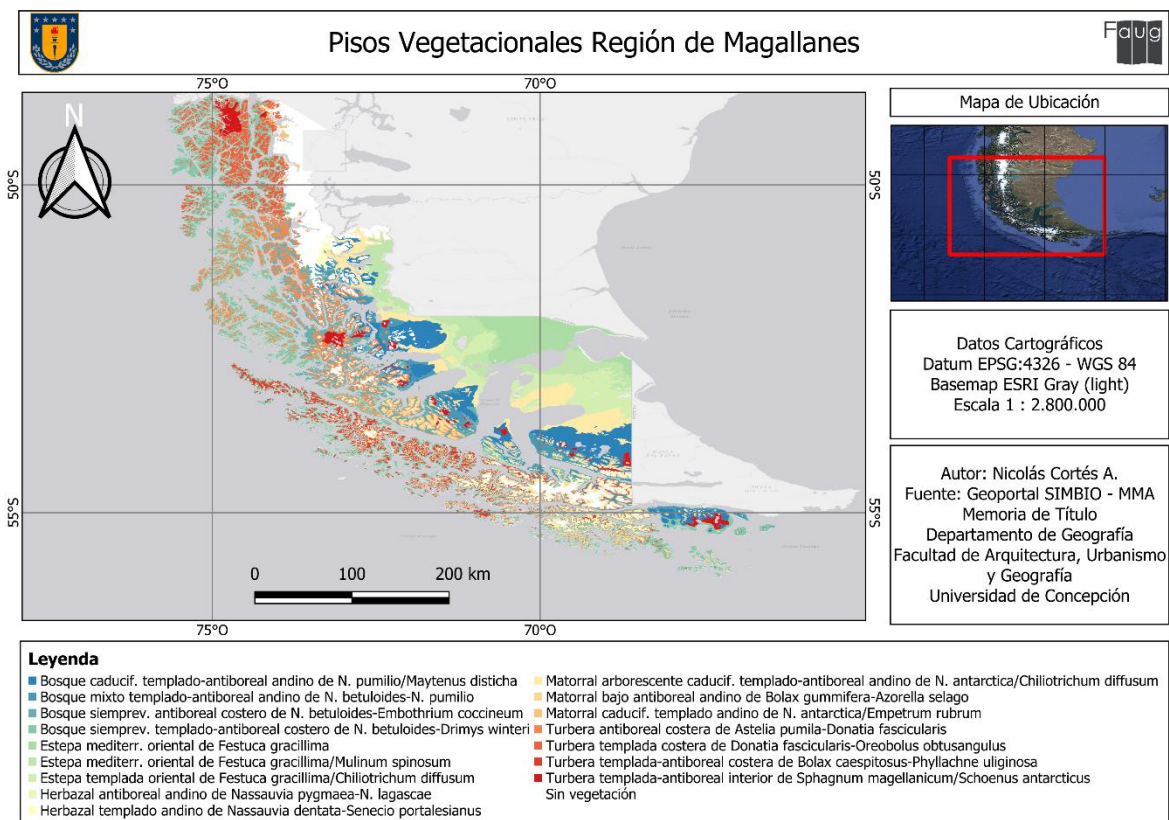 Pisos Vegetacionales Región de Magallanes
Faug
75°O
70°O
N
50°S
50°S
55°S
55°S
0
100
200 km
75°O
70°O
Mapa de Ubicación
Datos Cartográficos
Datum EPSG:4326 - WGS 84
Basemap ESRI Gray (light)
Escala 1 : 2.800.000
Autor: Nicolás Cortés A.
Fuente: Geoportal SIMBIO - MMA
Memoria de Título
Departamento de Geografía
Facultad de Arquitectura, Urbanismo
y Geografía
Universidad de Concepción
Leyenda
Bosque caducif. templado-antiboreal andino de N. pumilio/Maytenus disticha
Bosque mixto templado-antiboreal andino de N. betuloides-N. pumilio
Bosque siemprev. antiboreal costero de N. betuloides-Embothrium coccineum
Bosque siemprev. templado-antiboreal costero de N. betuloides-Drimys winteri
Estepa mediterr. oriental de Festuca gracillima
Estepa mediterr. oriental de Festuca gracillima/Mulinum spinosum
Estepa templada oriental de Festuca gracillima/Chiliotrichum diffusum
Herbazal antiboreal andino de Nassauvia pygmaea-N. lagascae
Herbazal templado andino de Nassauvia dentata-Senecio portalesianus
Matorral arborescente caducif. templado-antiboreal andino de N. antarctica/Chiliotrichum diffusum
Matorral bajo antiboreal andino de Bolax gummifera-Azorella selago
Matorral caducif. templado andino de N. antarctica/Empetrum rubrum
Turbera antiboreal costera de Astelia pumila-Donatia fascicularis
Turbera templada costera de Donatia fascicularis-Oreobolus obtusangulus
Turbera templada-antiboreal costera de Bolax caespitosus-Phyllachne uliginosa
Turbera templada-antiboreal interior de Sphagnum magellanicum/Schoenus antarcticus
Sin vegetación